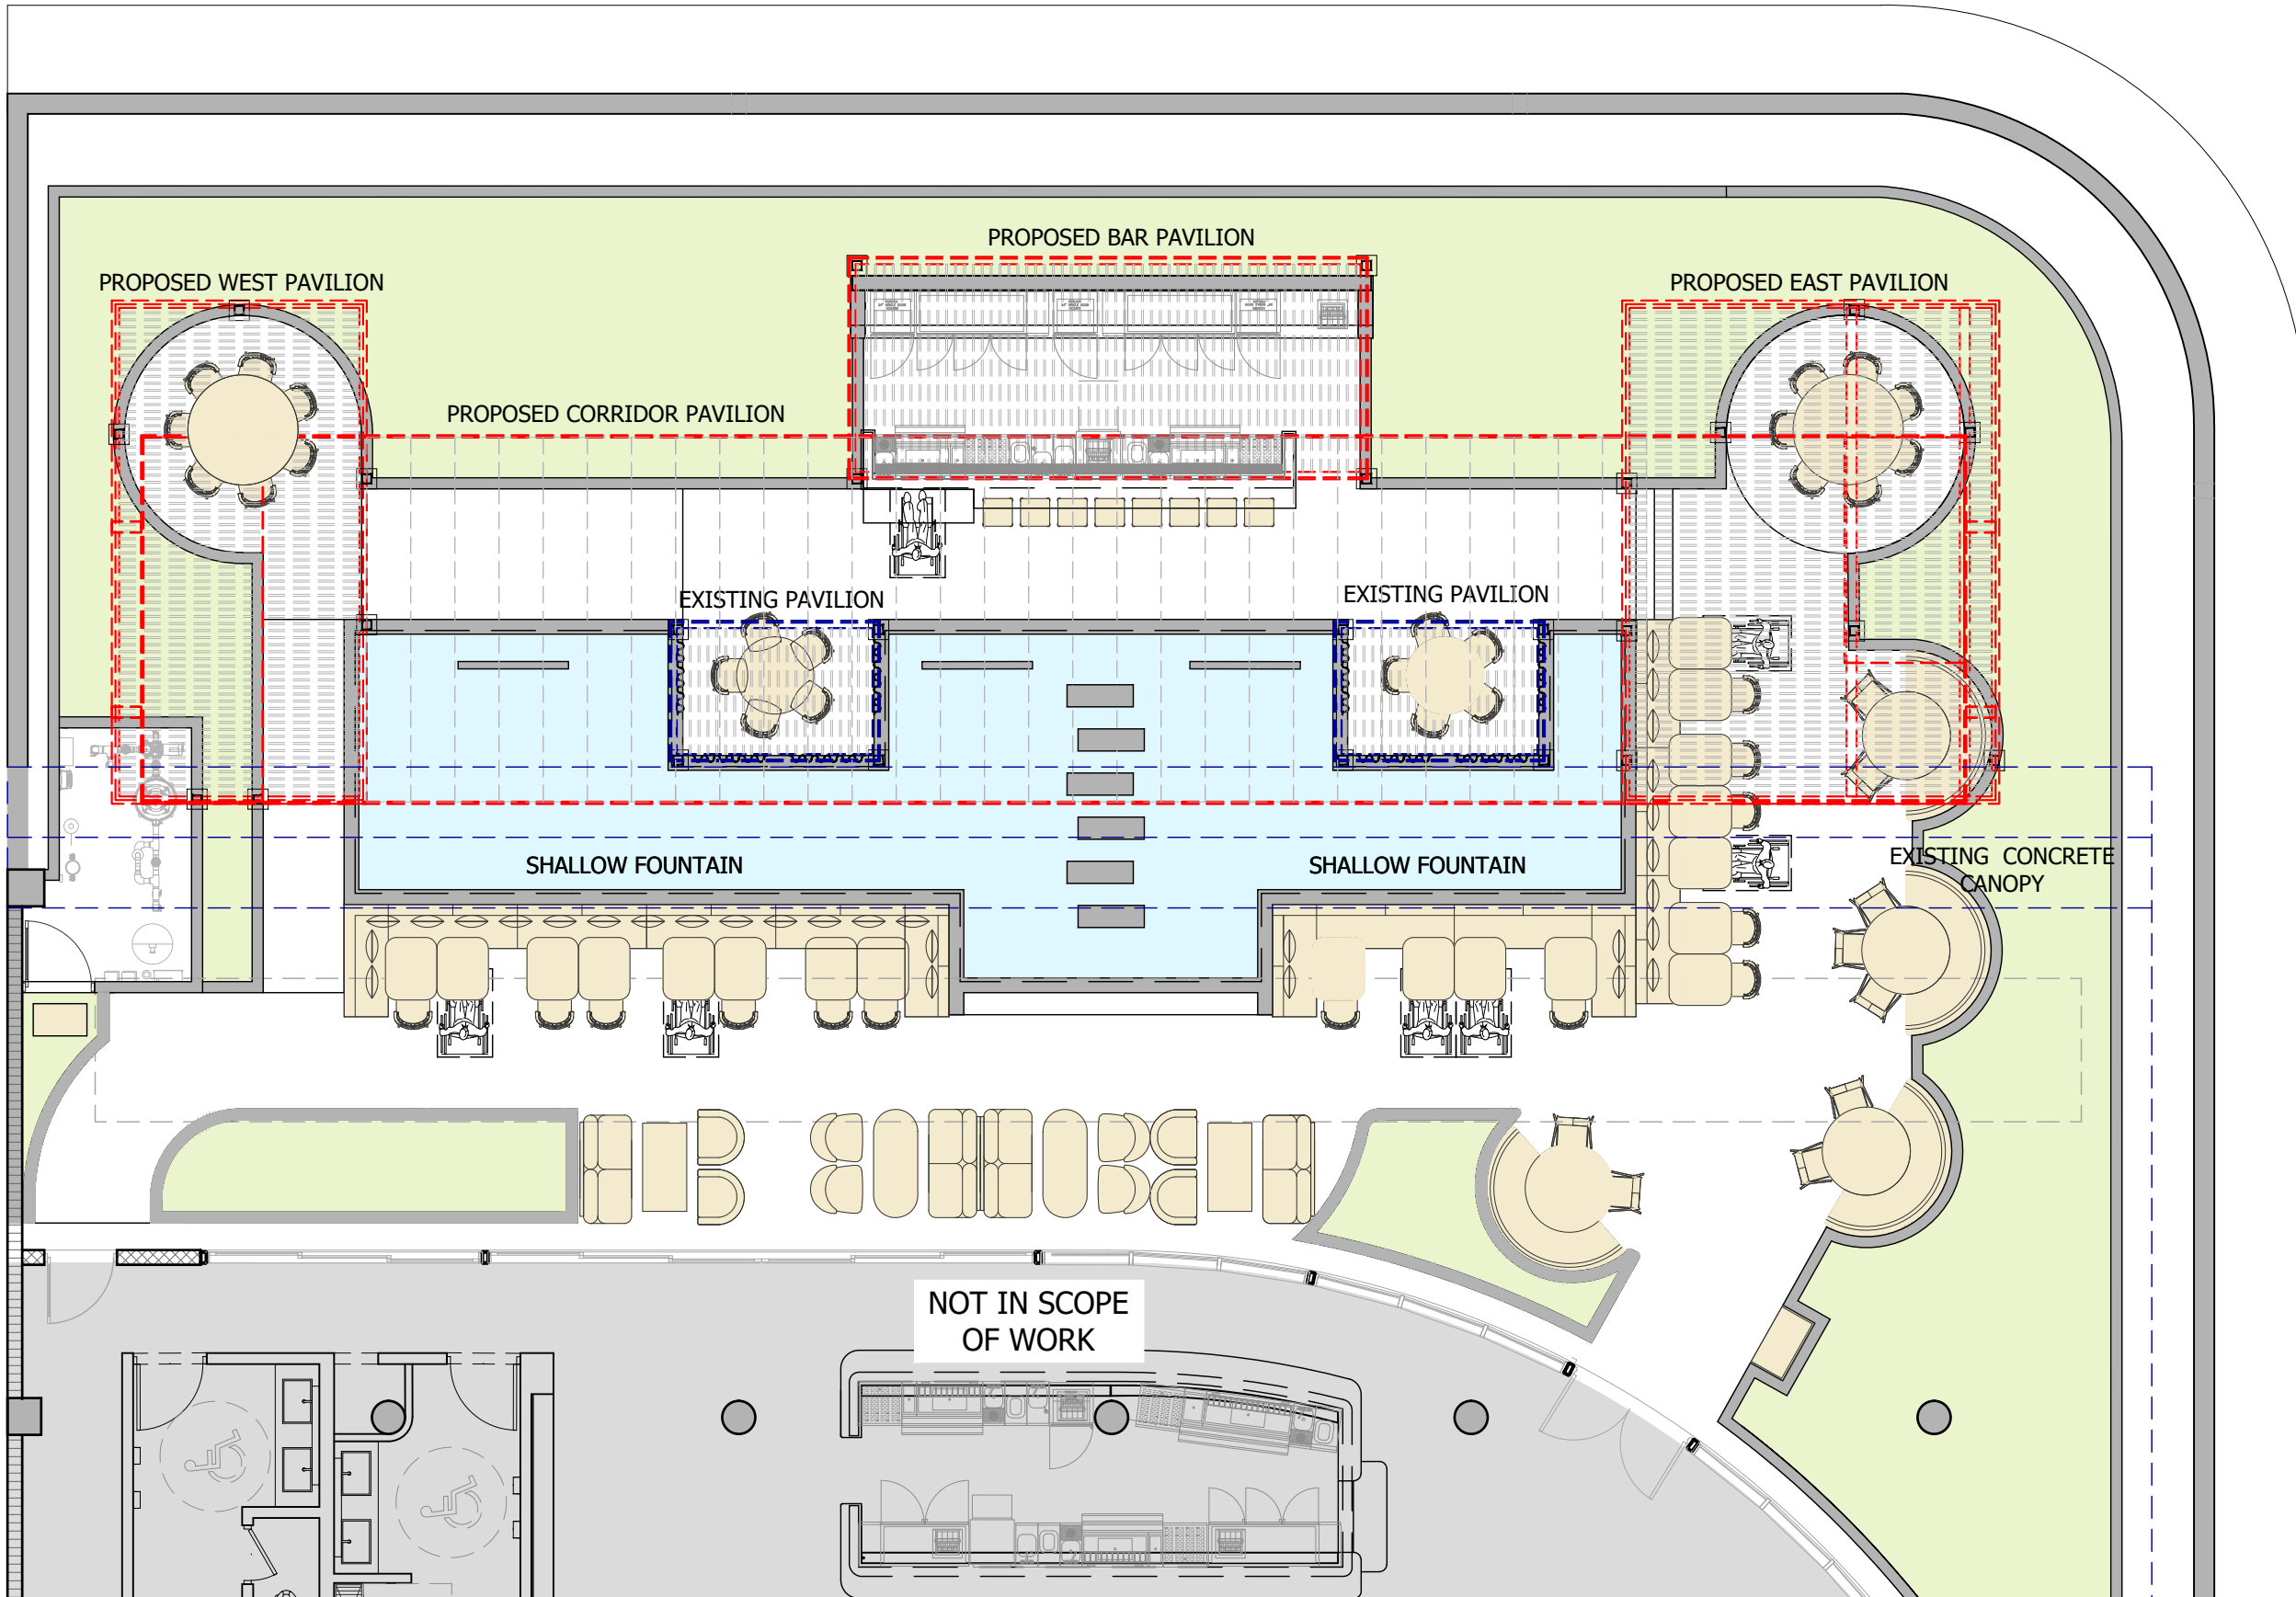 PROPOSED BAR PAVILION
PROPOSED WEST PAVILION
PROPOSED EAST PAVILION
PROPOSED CORRIDOR PAVILION
EXISTING PAVILION
EXISTING PAVILION
SHALLOW FOUNTAIN
SHALLOW FOUNTAIN
EXISTING CONCRETE
CANOPY
NOT IN SCOPE
OF WORK